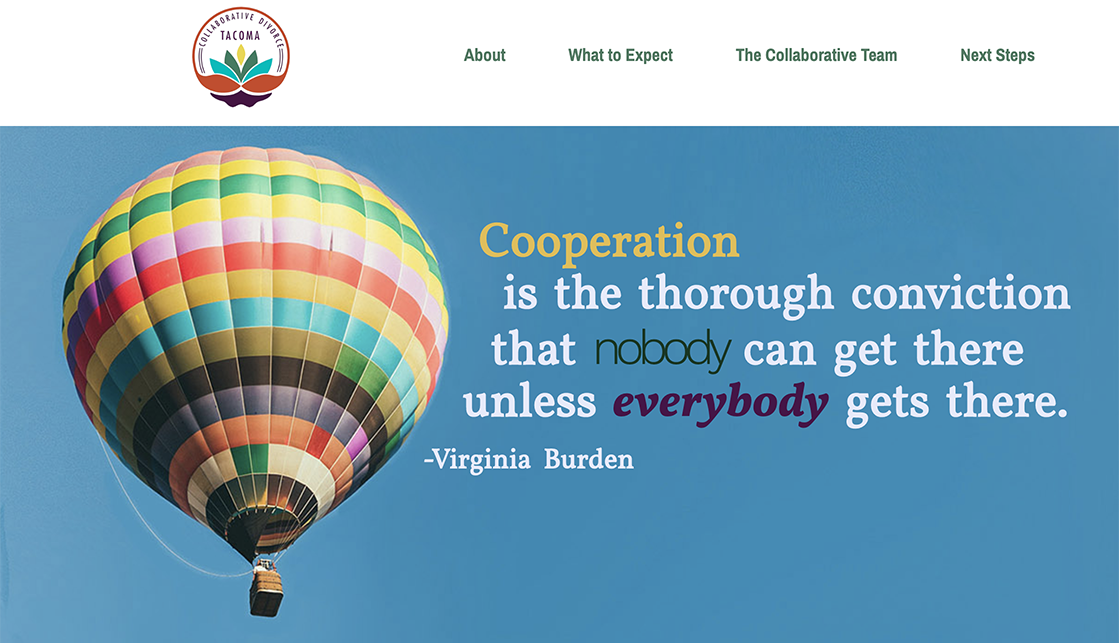 COLLABORATIVE DIVORCE
TACOMA
About
What to Expect
The Collaborative Team
Next Steps
Cooperation
is the thorough conviction
that nobody can get there
unless everybody gets there.
-Virginia Burden